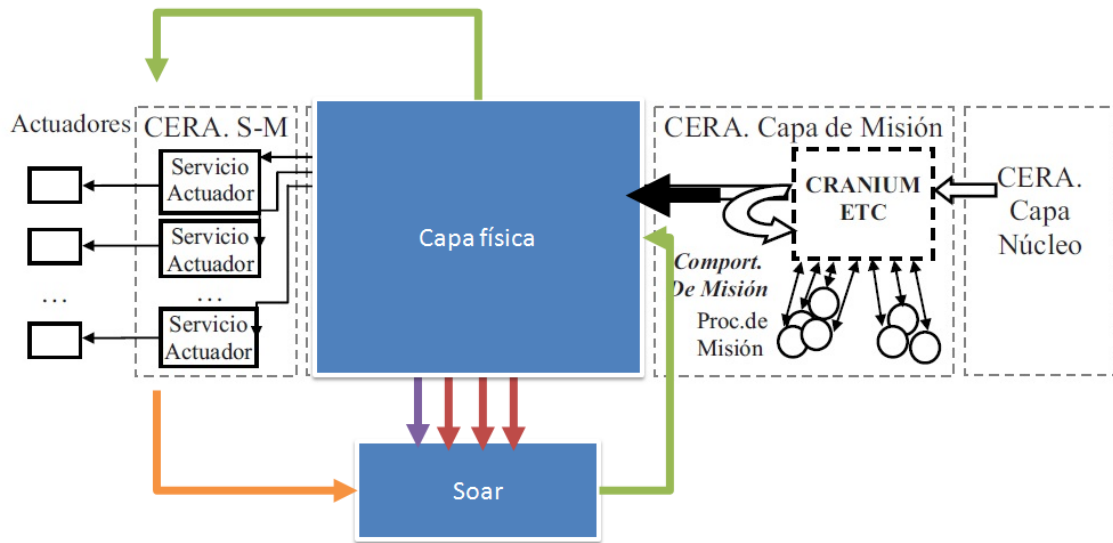 Actuadores
CERA. S-M
Servicio
Actuador
Servicio
Actuador
...
...
Servicio
Actuador
Capa física
CERA. Capa de Misión
CRANIUM
ETC
Comport.
De Misión
Proc.de
Misión
CERA.
Capa
Núcleo
Soar